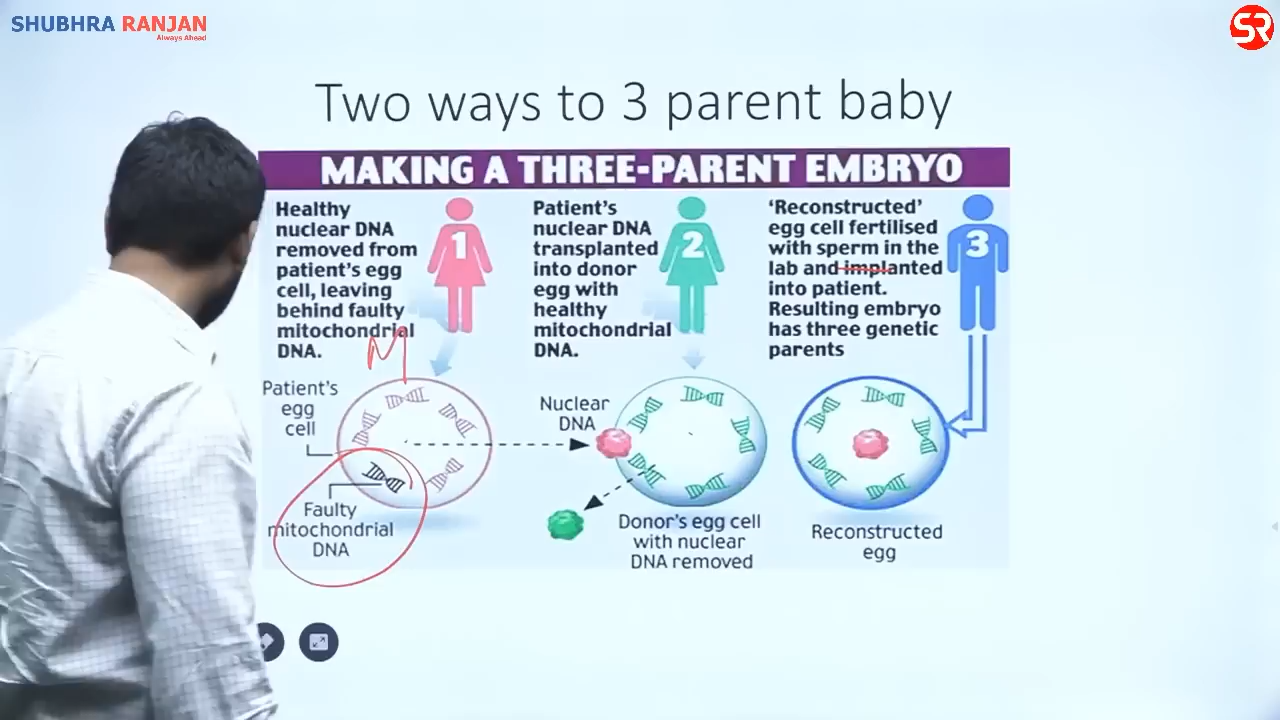 SHUBHRA RANJAN
Always Ahead
SR
Two ways to 3 parent baby
MAKING A THREE-PARENT EMBRYO
Healthy
nuclear DNA
removed from
patient's egg
cell, leaving
behind faulty
mitochondrial
DNA.
1
Patient's
nuclear DNA
transplanted
into donor
egg with
healthy
mitochondrial
DNA.
2
'Reconstructed'
egg cell fertilised
with sperm in the
lab and implanted
into patient.
Resulting embryo
has three genetic
parents
3
M
Patient's
egg
cell
Faulty
mitochondrial
DNA
Nuclear
DNA
Donor's egg cell
with nuclear
DNA removed
Reconstructed
egg